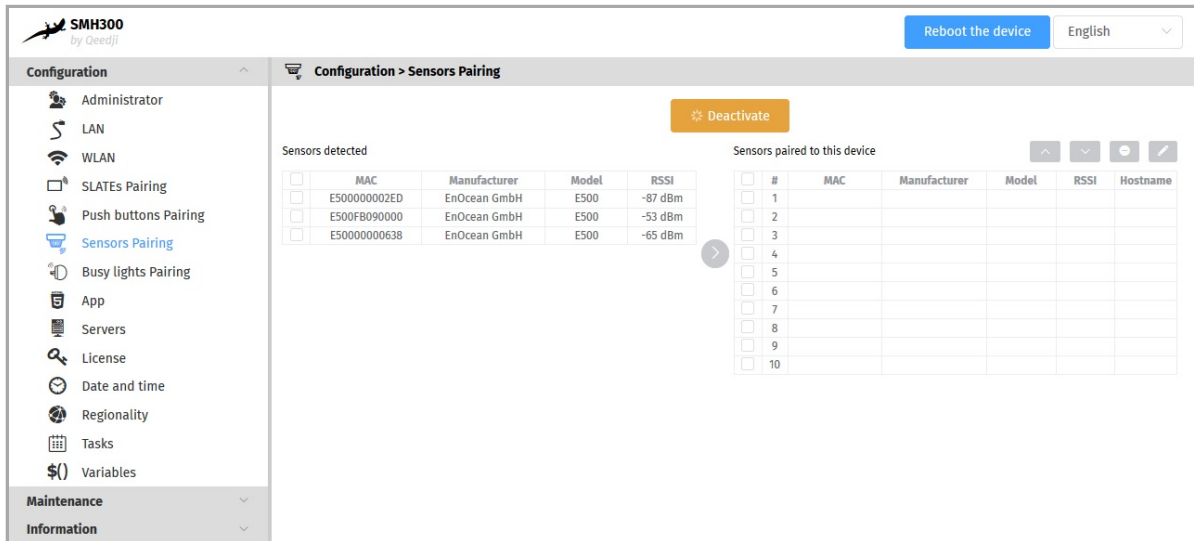 SMH300
by Qeedji
Reboot the device
English
Configuration
Administrator
LAN
WLAN
SLATEs Pairing
Push buttons Pairing
Sensors Pairing
Busy lights Pairing
App
Servers
License
Date and time
Regionality
Tasks
$() Variables
Maintenance
Information
Configuration > Sensors Pairing
Deactivate
Sensors detected
MAC Manufacturer Model RSSI
E500000002ED EnOcean GmbH E500 -87 dBm
E500FB090000 EnOcean GmbH E500 -53 dBm
E50000000638 EnOcean GmbH E500 -65 dBm
Sensors paired to this device
# MAC Manufacturer Model RSSI Hostname
1
2
3
4
5
6
7
8
9
10